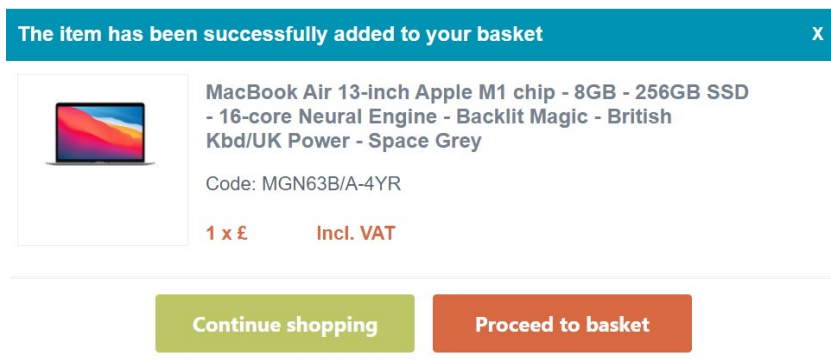 The item has been successfully added to your basket X
MacBook Air 13-inch Apple M1 chip - 8GB - 256GB SSD
- 16-core Neural Engine - Backlit Magic - British
Kbd/UK Power - Space Grey
Code: MGN63B/A-4YR
1 x £ Incl. VAT
Continue shopping Proceed to basket